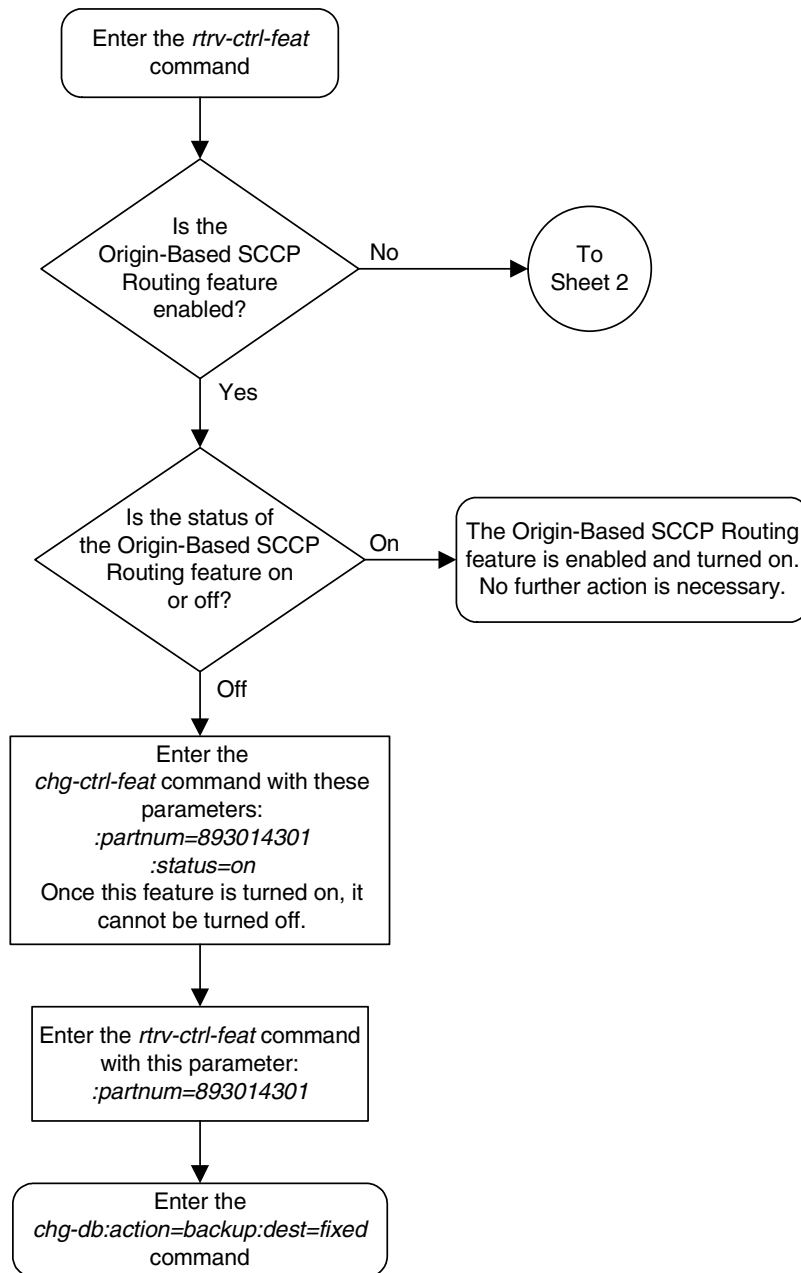 Enter the rtrv-ctrl-feat
command
Is the
Origin-Based SCCP
Routing feature
enabled?
No
To
Sheet 2
Yes
Is the status of
the Origin-Based SCCP
Routing feature on
or off?
On
The Origin-Based SCCP Routing
feature is enabled and turned on.
No further action is necessary.
Off
Enter the
chg-ctrl-feat command with these
parameters:
:partnum=893014301
:status=on
Once this feature is turned on, it
cannot be turned off.
Enter the rtrv-ctrl-feat command
with this parameter:
:partnum=893014301
Enter the
chg-db:action=backup:dest=fixed
command